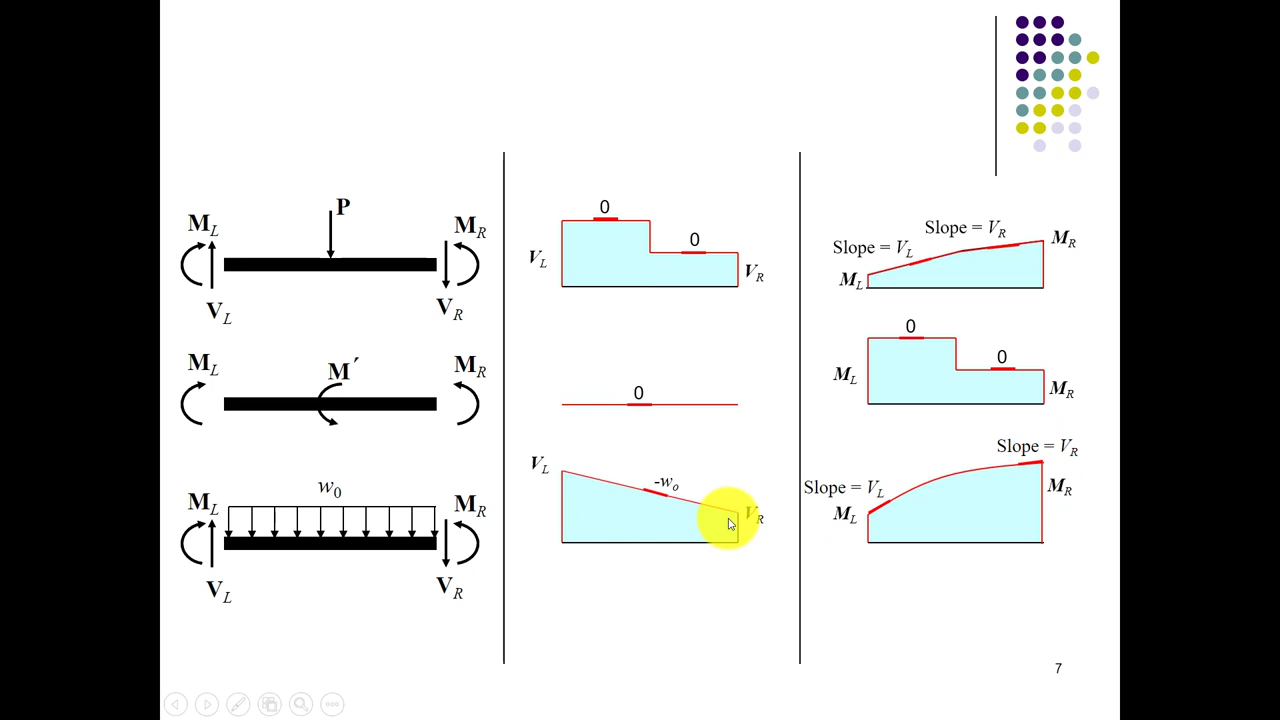 P
M_L
M_R
V_L
V_R
0
0
V_L
V_R
Slope = V_R
Slope = V_L
M_R
M_L
M_L
M´
M_R
0
0
0
M_L
M_R
w_0
M_L
M_R
V_L
V_R
V_L
-w_o
V_R
Slope = V_R
Slope = V_L
M_R
M_L
7